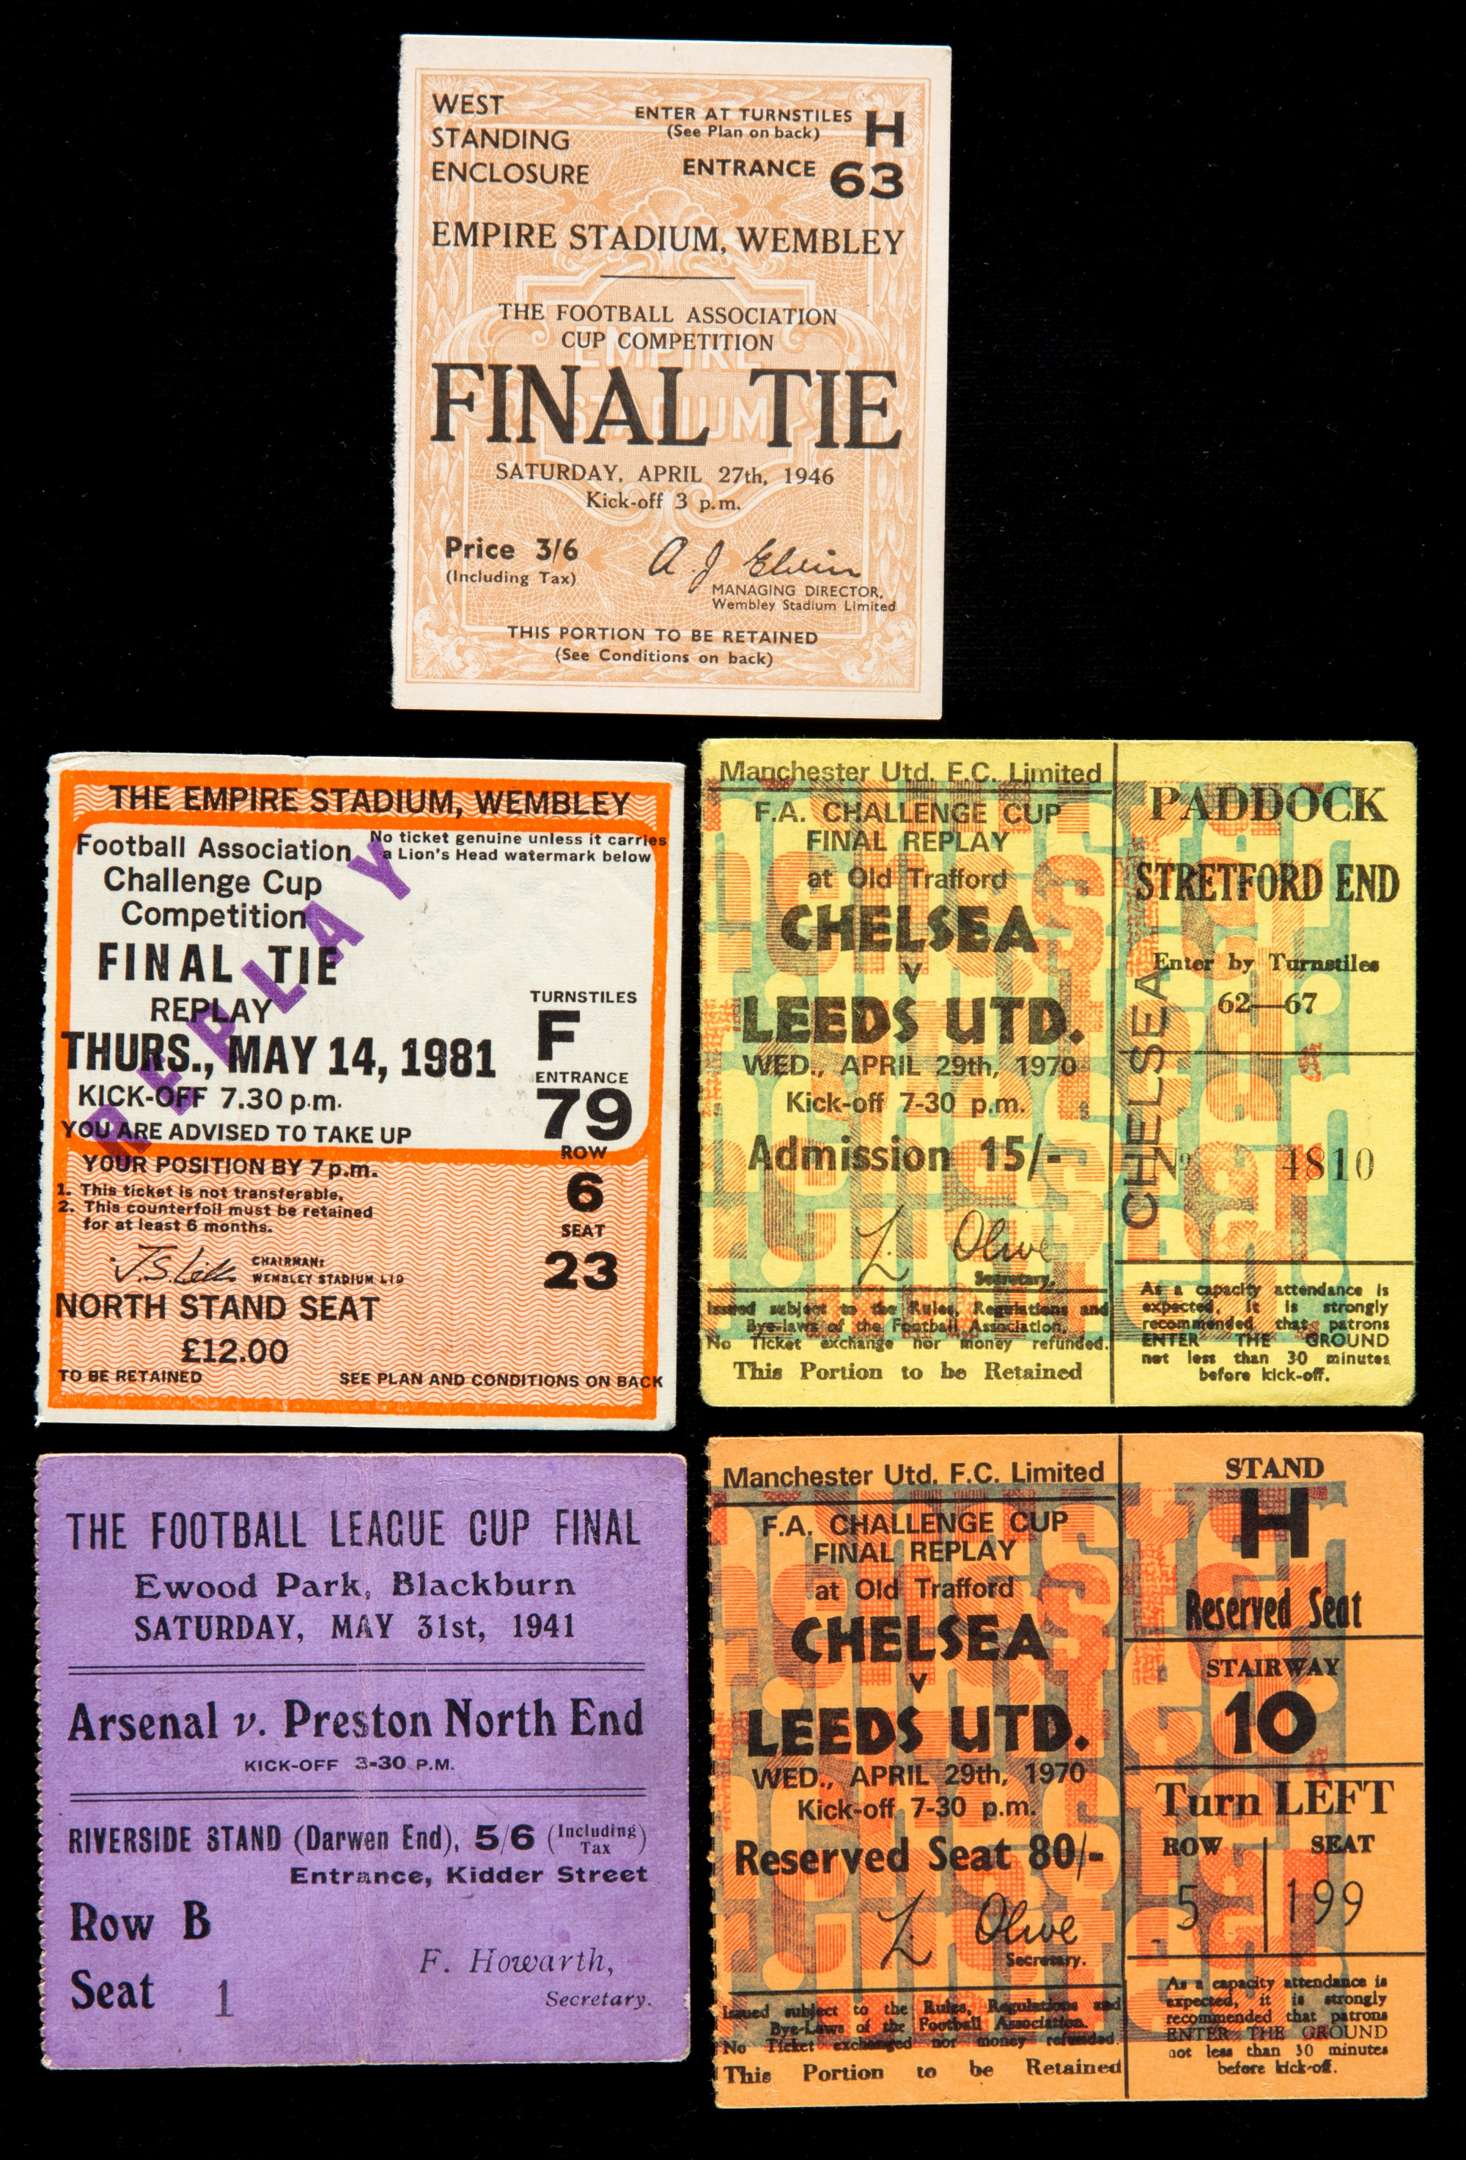 WEST
STANDING
ENCLOSURE
ENTER AT TURNSTILES H
(See Plan on back)
ENTRANCE 63
EMPIRE STADIUM, WEMBLEY
THE FOOTBALL ASSOCIATION
CUP COMPETITION
EMPIRE
STADIUM
FINAL TIE
SATURDAY, APRIL 27th, 1946
Kick-off 3 p.m.
Price 3/6
(Including Tax)
A J Elvin
MANAGING DIRECTOR,
Wembley Stadium Limited
THIS PORTION TO BE RETAINED
(See Conditions on back)
THE EMPIRE STADIUM, WEMBLEY
No ticket genuine unless it carries
a Lion's Head watermark below
Football Association
Challenge Cup
Competition
FINAL TIE
REPLAY
REPLAY
THURS., MAY 14, 1981
KICK-OFF 7.30 p.m.
YOU ARE ADVISED TO TAKE UP
YOUR POSITION BY 7 p.m.
1. This ticket is not transferable.
2. This counterfoil must be retained
for at least 6 months.
CHAIRMAN:
WEMBLEY STADIUM LTD
NORTH STAND SEAT
£12.00
TO BE RETAINED
SEE PLAN AND CONDITIONS ON BACK
TURNSTILES
F
ENTRANCE
79
ROW
6
SEAT
23
Manchester Utd. F.C. Limited
F.A. CHALLENGE CUP
FINAL REPLAY
at Old Trafford
CHELSEA
v
LEEDS UTD.
WED., APRIL 29th, 1970
Kick-off 7-30 p.m.
Admission 15/-
L. Olive
Secretary.
Issued subject to the Rules, Regulations and
Bye-laws of the Football Association.
No Ticket exchange nor money refunded.
This Portion to be Retained
PADDOCK
STRETFORD END
Enter by Turnstiles
62—67
CHELSEA
No 4810
As a capacity attendance is
expected, it is strongly
recommended that patrons
ENTER THE GROUND
not less than 30 minutes
before kick-off.
THE FOOTBALL LEAGUE CUP FINAL
Ewood Park, Blackburn
SATURDAY, MAY 31st, 1941
Arsenal v. Preston North End
KICK-OFF 3-30 P.M.
RIVERSIDE STAND (Darwen End), 5/6 (Including Tax)
Entrance, Kidder Street
Row B
Seat 1
F. Howarth,
Secretary.
Manchester Utd. F.C. Limited
F.A. CHALLENGE CUP
FINAL REPLAY
at Old Trafford
CHELSEA
v
LEEDS UTD.
WED., APRIL 29th, 1970
Kick-off 7-30 p.m.
Reserved Seat 80/-
L. Olive
Secretary.
Issued subject to the Rules, Regulations and
Bye-Laws of the Football Association.
No Ticket exchanged nor money refunded.
This Portion to be Retained
STAND
H
Reserved Seat
STAIRWAY
10
Turn LEFT
ROW SEAT
5 199
As a capacity attendance is
expected, it is strongly
recommended that patrons
ENTER THE GROUND
not less than 30 minutes
before kick-off.